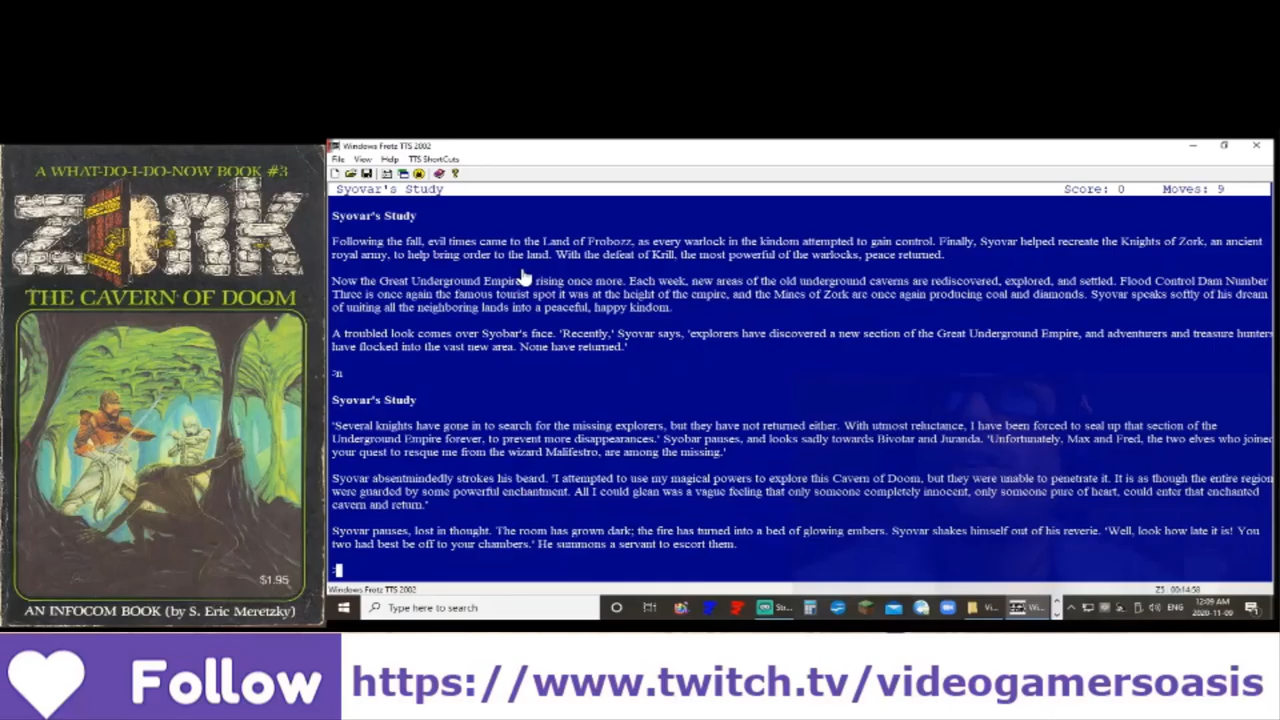 A WHAT-DO-I-DO-NOW BOOK #3
ZORK
THE CAVERN OF DOOM
$1.95
AN INFOCOM BOOK (by S. Eric Meretzky)
Windows Frotz TTS 2002
File View Help TTS ShortCuts
Syovar's Study Score: 0 Moves: 9
Syovar's Study
Following the fall, evil times came to the Land of Frobozz, as every warlock in the kindom attempted to gain control. Finally, Syovar helped recreate the Knights of Zork, an ancient
royal army, to help bring order to the land. With the defeat of Krill, the most powerful of the warlocks, peace returned.
Now the Great Underground Empire rising once more. Each week, new areas of the old underground caverns are rediscovered, explored, and settled. Flood Control Dam Number
Three is once again the famous tourist spot it was at the height of the empire, and the Mines of Zork are once again producing coal and diamonds. Syovar speaks softly of his dream
of uniting all the neighboring lands into a peaceful, happy kindom.
A troubled look comes over Syobar's face. 'Recently,' Syovar says, 'explorers have discovered a new section of the Great Underground Empire, and adventurers and treasure hunters
have flocked into the vast new area. None have returned.'
>n
Syovar's Study
'Several knights have gone in to search for the missing explorers, but they have not returned either. With utmost reluctance, I have been forced to seal up that section of the
Underground Empire forever, to prevent more disappearances.' Syobar pauses, and looks sadly towards Bivotar and Juranda. 'Unfortunately, Max and Fred, the two elves who joined
your quest to resque me from the wizard Malifestro, are among the missing.'
Syovar absentmindedly strokes his beard. 'I attempted to use my magical powers to explore this Cavern of Doom, but they were unable to penetrate it. It is as though the entire region
were guarded by some powerful enchantment. All I could glean was a vague feeling that only someone completely innocent, only someone pure of heart, could enter that enchanted
cavern and return.'
Syovar pauses, lost in thought. The room has grown dark; the fire has turned into a bed of glowing embers. Syovar shakes himself out of his reverie. 'Well, look how late it is! You
two had best be off to your chambers.' He summons a servant to escort them.
>
Windows Frotz TTS 2002 Z5 00:14:58
Type here to search Str... Vi... Wi... ENG 12:09 AM
2020-11-09
Follow https://www.twitch.tv/videogamersoasis